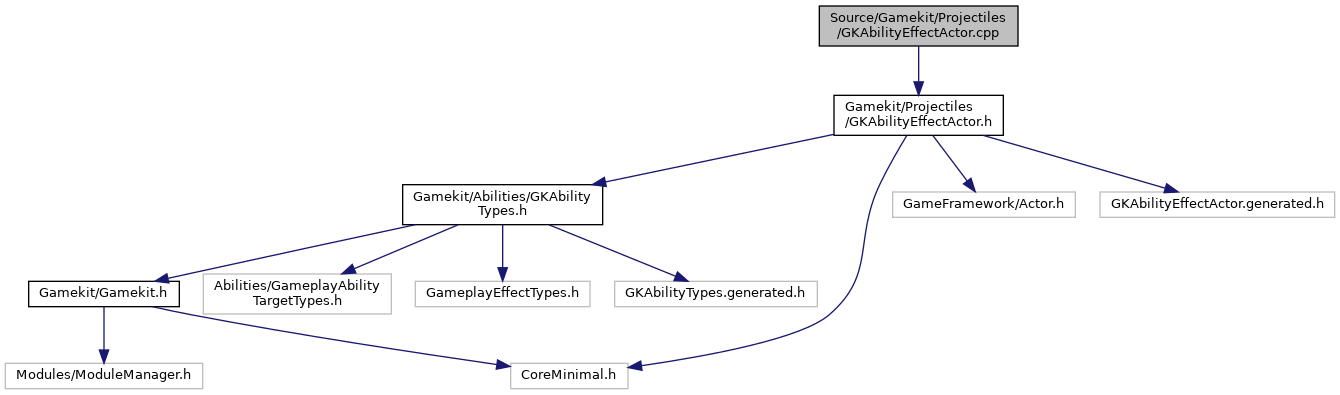 Source/Gamekit/Projectiles
/GKAbilityEffectActor.cpp
Gamekit/Projectiles
/GKAbilityEffectActor.h
Gamekit/Abilities/GKAbility
Types.h
GameFramework/Actor.h
GKAbilityEffectActor.generated.h
Gamekit/Gamekit.h
Abilities/GameplayAbility
TargetTypes.h
GameplayEffectTypes.h
GKAbilityTypes.generated.h
Modules/ModuleManager.h
CoreMinimal.h